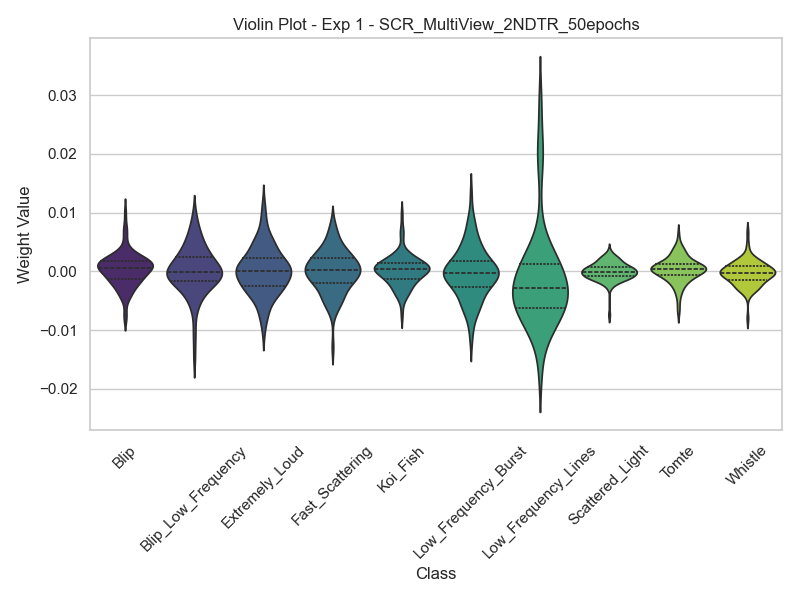 Violin Plot - Exp 1 - SCR_MultiView_2NDTR_50epochs
Weight Value
0.03
0.02
0.01
0.00
−0.01
−0.02
Blip
Blip_Low_Frequency
Extremely_Loud
Fast_Scattering
Koi_Fish
Low_Frequency_Burst
Low_Frequency_Lines
Scattered_Light
Tomte
Whistle
Class